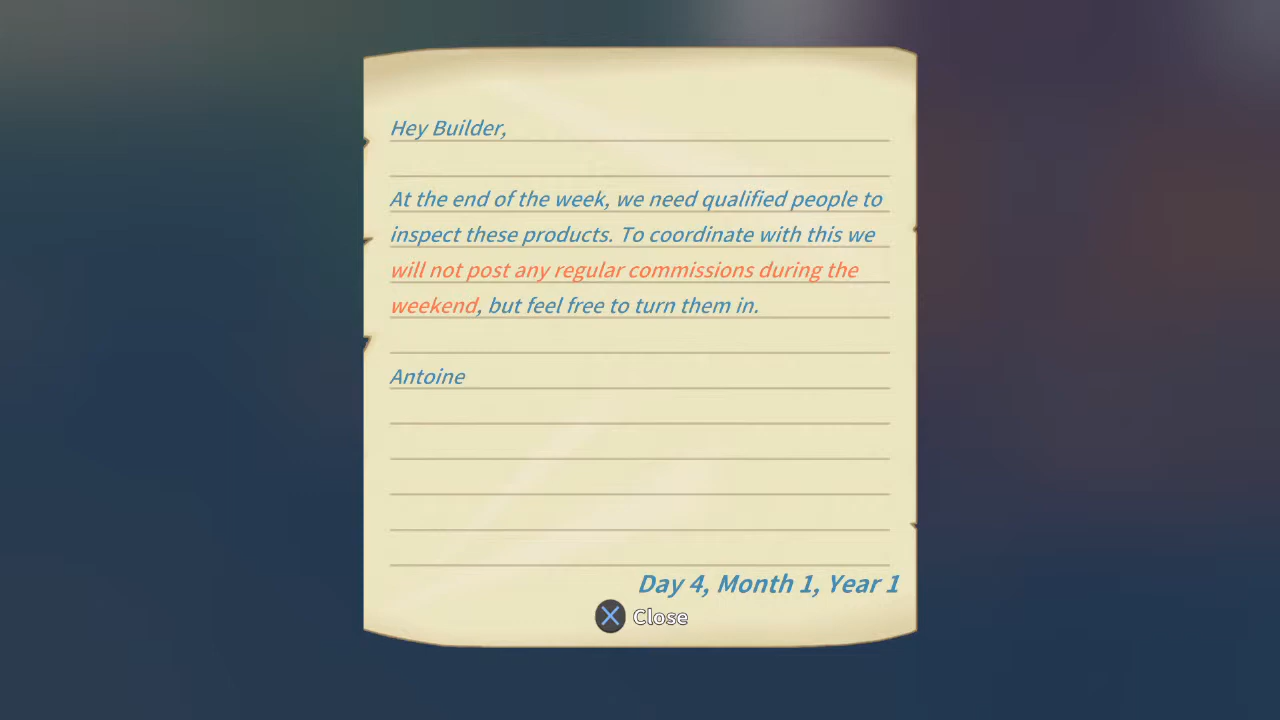 Hey Builder,
At the end of the week, we need qualified people to
inspect these products. To coordinate with this we
will not post any regular commissions during the
weekend, but feel free to turn them in.
Antoine
Day 4, Month 1, Year 1
Close